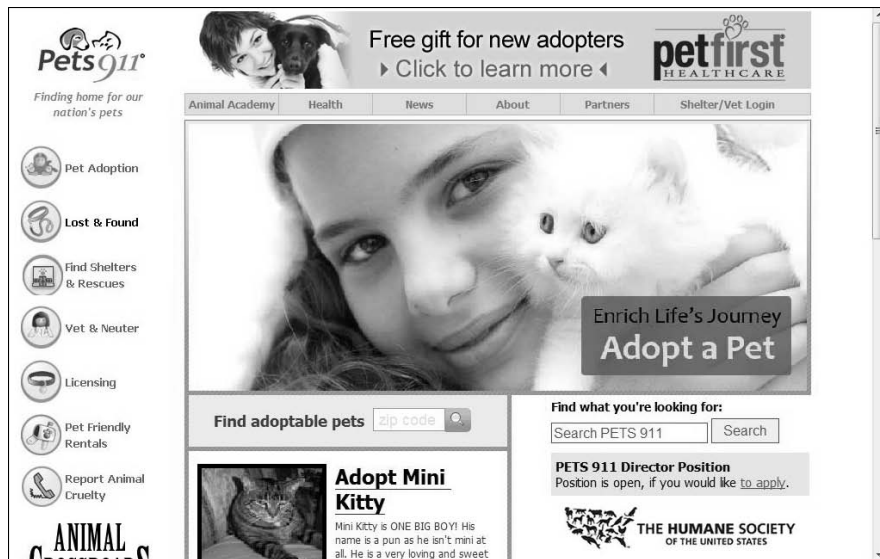 Pets911
Finding home for our
nation's pets
Free gift for new adopters
Click to learn more
petfirst
HEALTHCARE
Animal Academy Health News About Partners Shelter/Vet Login
Pet Adoption
Lost & Found
Find Shelters
& Rescues
Vet & Neuter
Licensing
Pet Friendly
Rentals
Report Animal
Cruelty
ANIMAL
CROSSROADS
Enrich Life's Journey
Adopt a Pet
Find adoptable pets zip code
Adopt Mini
Kitty
Mini Kitty is ONE BIG BOY! His
name is a pun as he isn't mini at
all. He is a very loving and sweet
Find what you're looking for:
Search PETS 911 Search
PETS 911 Director Position
Position is open, if you would like to apply.
THE HUMANE SOCIETY
OF THE UNITED STATES